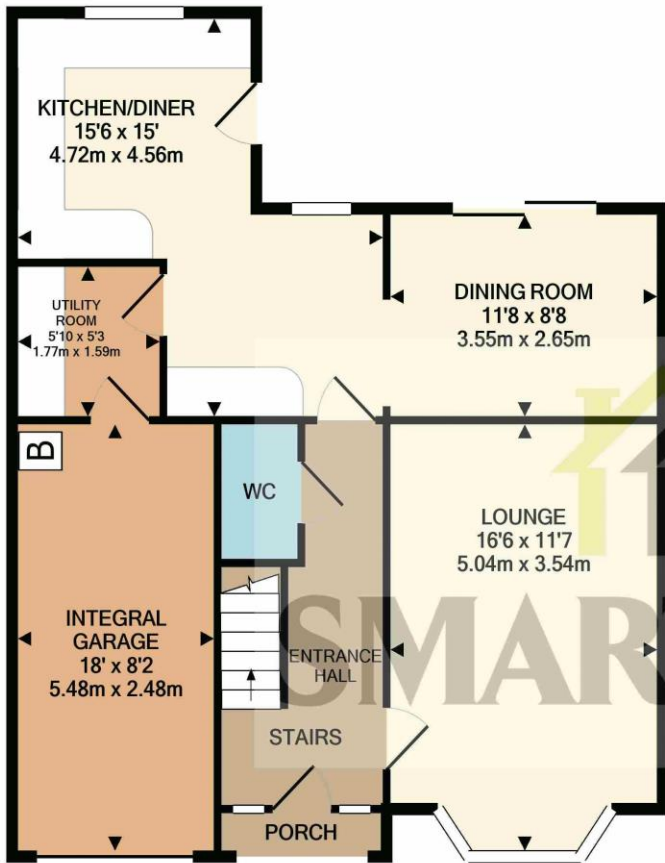 KITCHEN/DINER
15'6 x 15'
4.72m x 4.56m
DINING ROOM
11'8 x 8'8
3.55m x 2.65m
UTILITY
ROOM
5'10 x 5'3
1.77m x 1.59m
B
WC
LOUNGE
16'6 x 11'7
5.04m x 3.54m
INTEGRAL
GARAGE
18' x 8'2
5.48m x 2.48m
ENTRANCE
HALL
SMAR
STAIRS
PORCH